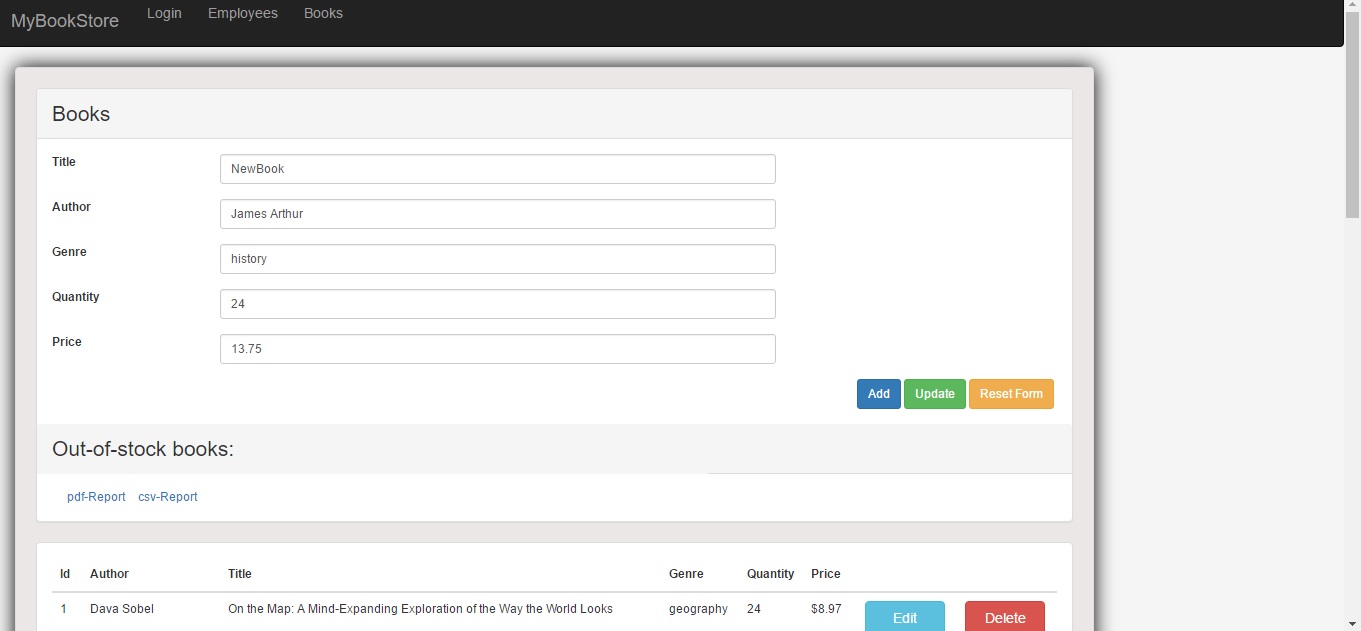 MyBookStore Login Employees Books
Books
Title NewBook
Author James Arthur
Genre history
Quantity 24
Price 13.75
Add Update Reset Form
Out-of-stock books:
pdf-Report csv-Report
Id Author Title Genre Quantity Price
1 Dava Sobel On the Map: A Mind-Expanding Exploration of the Way the World Looks geography 24 $8.97 Edit Delete